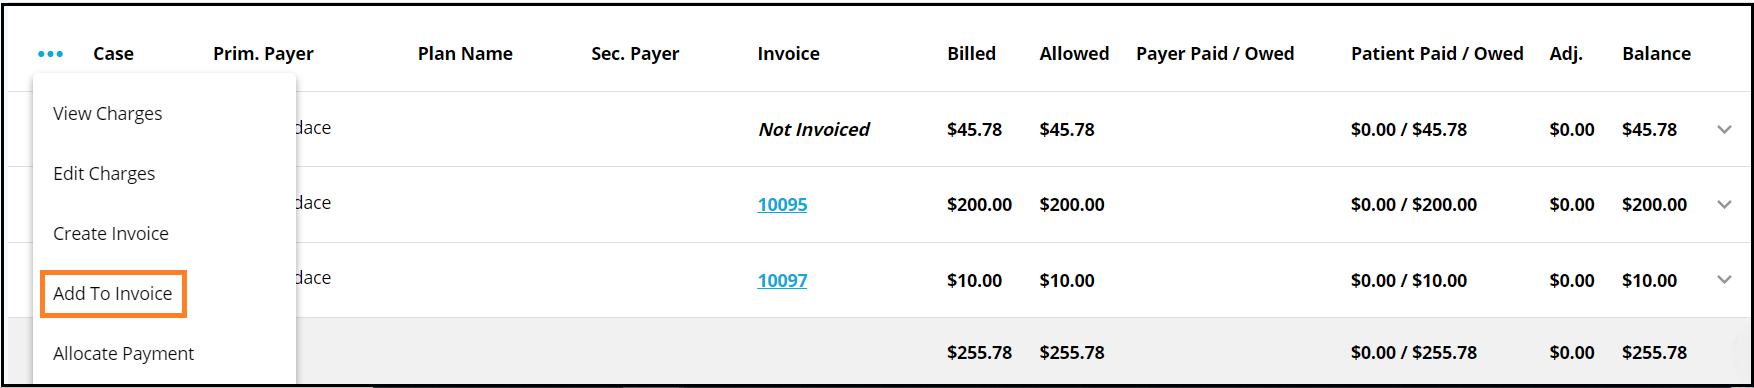 Case Prim. Payer Plan Name Sec. Payer Invoice Billed Allowed Payer Paid / Owed Patient Paid / Owed Adj. Balance
View Charges
dace Not Invoiced $45.78 $45.78 $0.00 / $45.78 $0.00 $45.78
Edit Charges
dace 10095 $200.00 $200.00 $0.00 / $200.00 $0.00 $200.00
Create Invoice
dace 10097 $10.00 $10.00 $0.00 / $10.00 $0.00 $10.00
Add To Invoice
Allocate Payment $255.78 $255.78 $0.00 / $255.78 $0.00 $255.78